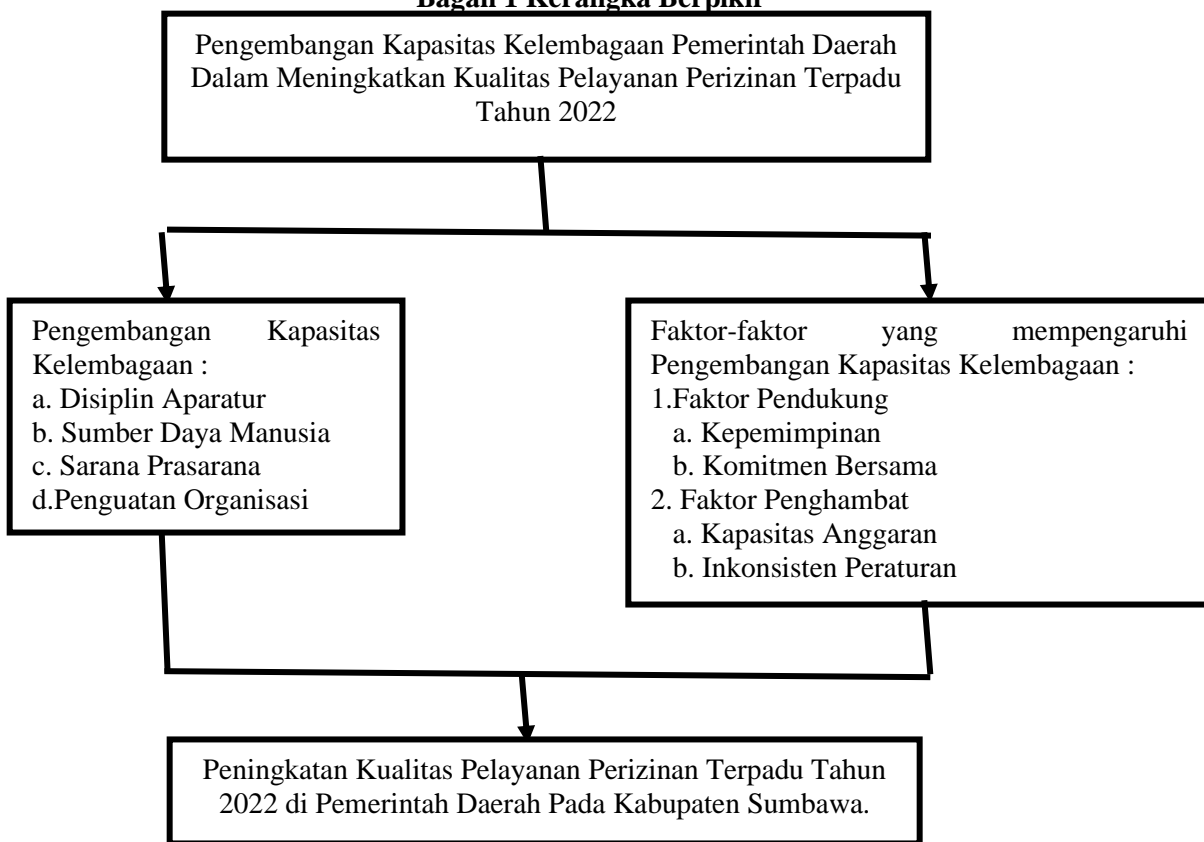 Bagan 1 Kerangka Berpikir
Pengembangan Kapasitas Kelembagaan Pemerintah Daerah
Dalam Meningkatkan Kualitas Pelayanan Perizinan Terpadu
Tahun 2022
Pengembangan Kapasitas
Kelembagaan :
a. Disiplin Aparatur
b. Sumber Daya Manusia
c. Sarana Prasarana
d.Penguatan Organisasi
Faktor-faktor yang mempengaruhi
Pengembangan Kapasitas Kelembagaan :
1.Faktor Pendukung
a. Kepemimpinan
b. Komitmen Bersama
2. Faktor Penghambat
a. Kapasitas Anggaran
b. Inkonsisten Peraturan
Peningkatan Kualitas Pelayanan Perizinan Terpadu Tahun
2022 di Pemerintah Daerah Pada Kabupaten Sumbawa.